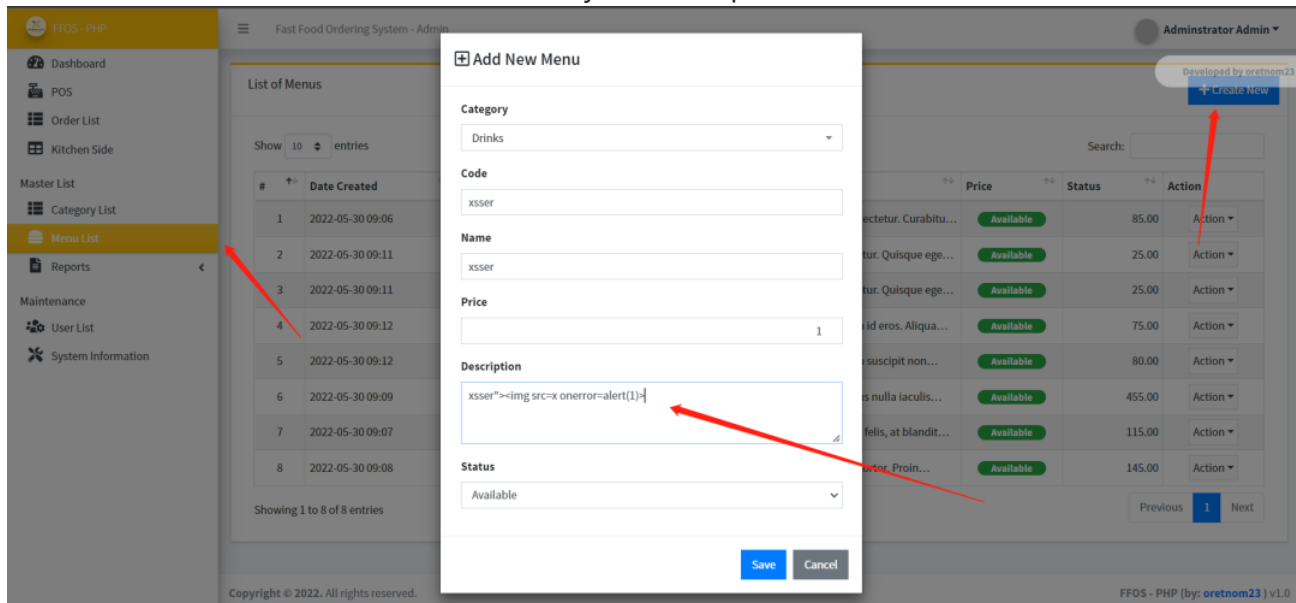 FFOS - PHP
Fast Food Ordering System - Admin
Adminstrator Admin
Developed by oretnom23
Dashboard
POS
Order List
Kitchen Side
Master List
Category List
Menu List
Reports
Maintenance
User List
System Information
List of Menus
+ Create New
Show 10 entries
Search:
# Date Created Price Status Action
1 2022-05-30 09:06 Curabitu... Available 85.00 Action
2 2022-05-30 09:11 Quisque ege... Available 25.00 Action
3 2022-05-30 09:11 Quisque ege... Available 25.00 Action
4 2022-05-30 09:12 id eros. Aliqua... Available 75.00 Action
5 2022-05-30 09:12 suscipit non... Available 80.00 Action
6 2022-05-30 09:09 nulla iaculis... Available 455.00 Action
7 2022-05-30 09:07 felis, at blandit... Available 115.00 Action
8 2022-05-30 09:08 Proin... Available 145.00 Action
Showing 1 to 8 of 8 entries
Previous 1 Next
Add New Menu
Category
Drinks
Code
xsser
Name
xsser
Price
1
Description
xsser"><img src=x onerror=alert(1)>
Status
Available
Save Cancel
Copyright © 2022. All rights reserved.
FFOS - PHP (by: oretnom23 ) v1.0